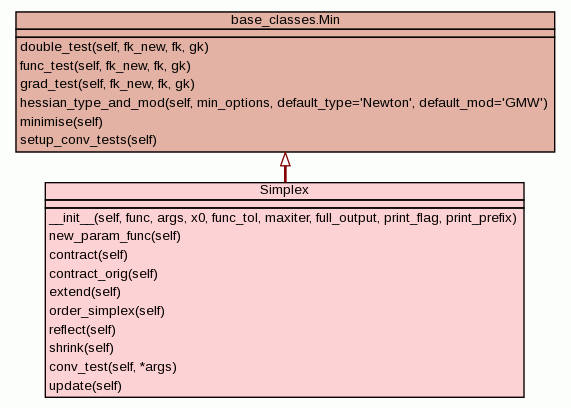 base_classes.Min
double_test(self, fk_new, fk, gk)
func_test(self, fk_new, fk, gk)
grad_test(self, fk_new, fk, gk)
hessian_type_and_mod(self, min_options, default_type='Newton', default_mod='GMW')
minimise(self)
setup_conv_tests(self)
Simplex
__init__(self, func, args, x0, func_tol, maxiter, full_output, print_flag, print_prefix)
new_param_func(self)
contract(self)
contract_orig(self)
extend(self)
order_simplex(self)
reflect(self)
shrink(self)
conv_test(self, *args)
update(self)